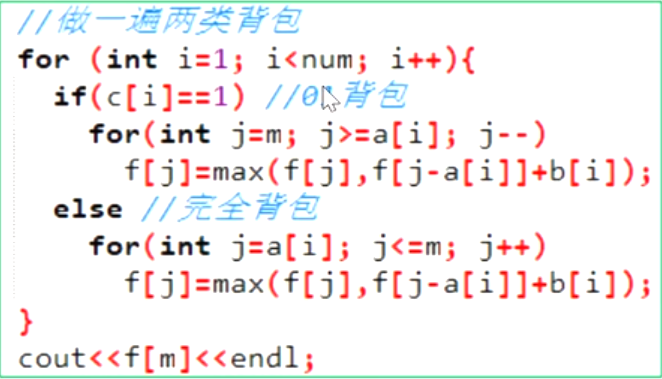 //做一遍两类背包
for (int i=1; i<num; i++){
if(c[i]==1) //0 背包
for(int j=m; j>=a[i]; j--)
f[j]=max(f[j],f[j-a[i]]+b[i]);
else //完全背包
for(int j=a[i]; j<=m; j++)
f[j]=max(f[j],f[j-a[i]]+b[i]);
}
cout<<f[m]<<endl;